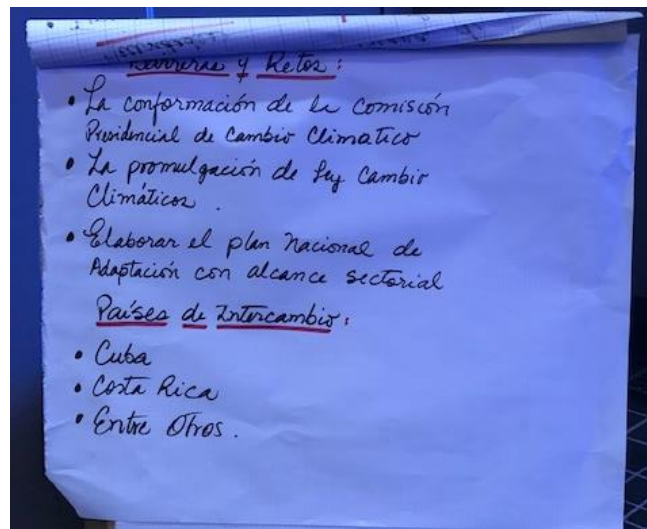 Barreras y Retos:
• La conformación de la Comisión
Presidencial de Cambio Climatico
• La promulgación de Ley Cambio
Climáticos.
• Elaborar el plan Nacional de
Adaptación con alcance sectorial
Países de Intercambio:
• Cuba
• Costa Rica
• Entre Otros.